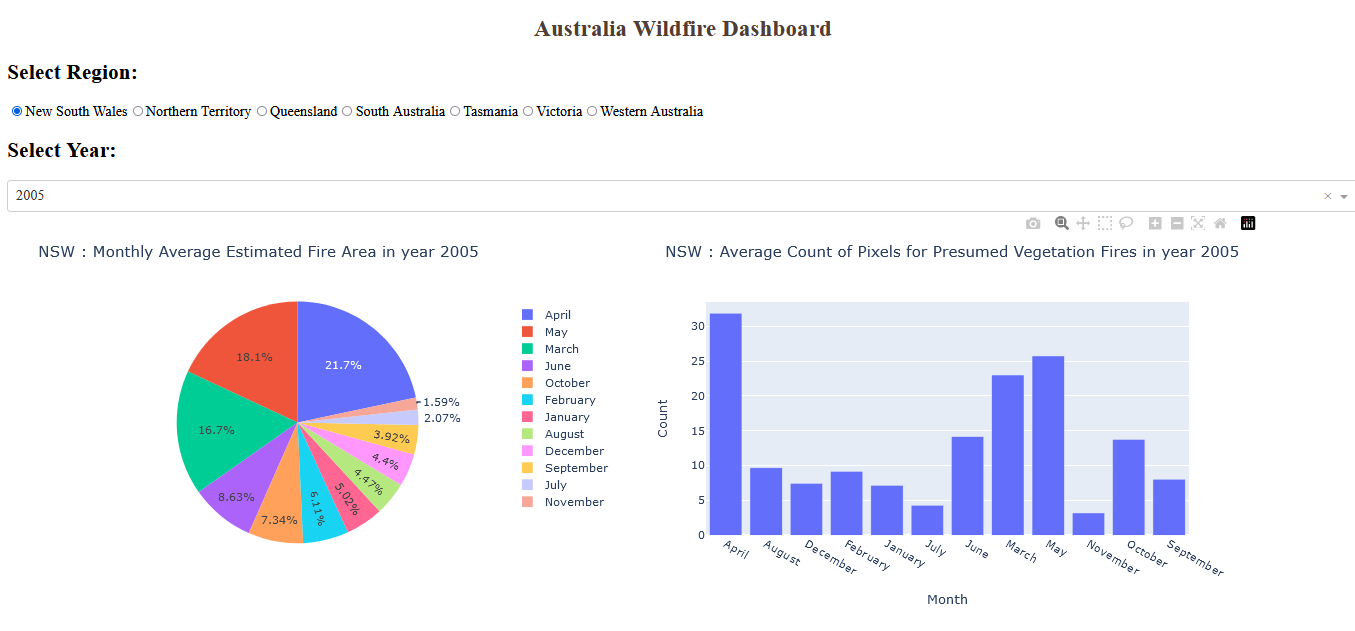 Australia Wildfire Dashboard
Select Region:
New South Wales Northern Territory Queensland South Australia Tasmania Victoria Western Australia
Select Year:
2005
NSW : Monthly Average Estimated Fire Area in year 2005
21.7%
18.1%
16.7%
8.63%
7.34%
6.11%
5.02%
4.47%
4.4%
3.92%
2.07%
1.59%
April
May
March
June
October
February
January
August
December
September
July
November
NSW : Average Count of Pixels for Presumed Vegetation Fires in year 2005
Count
30
25
20
15
10
5
0
April August December February January July June March May November October September
Month